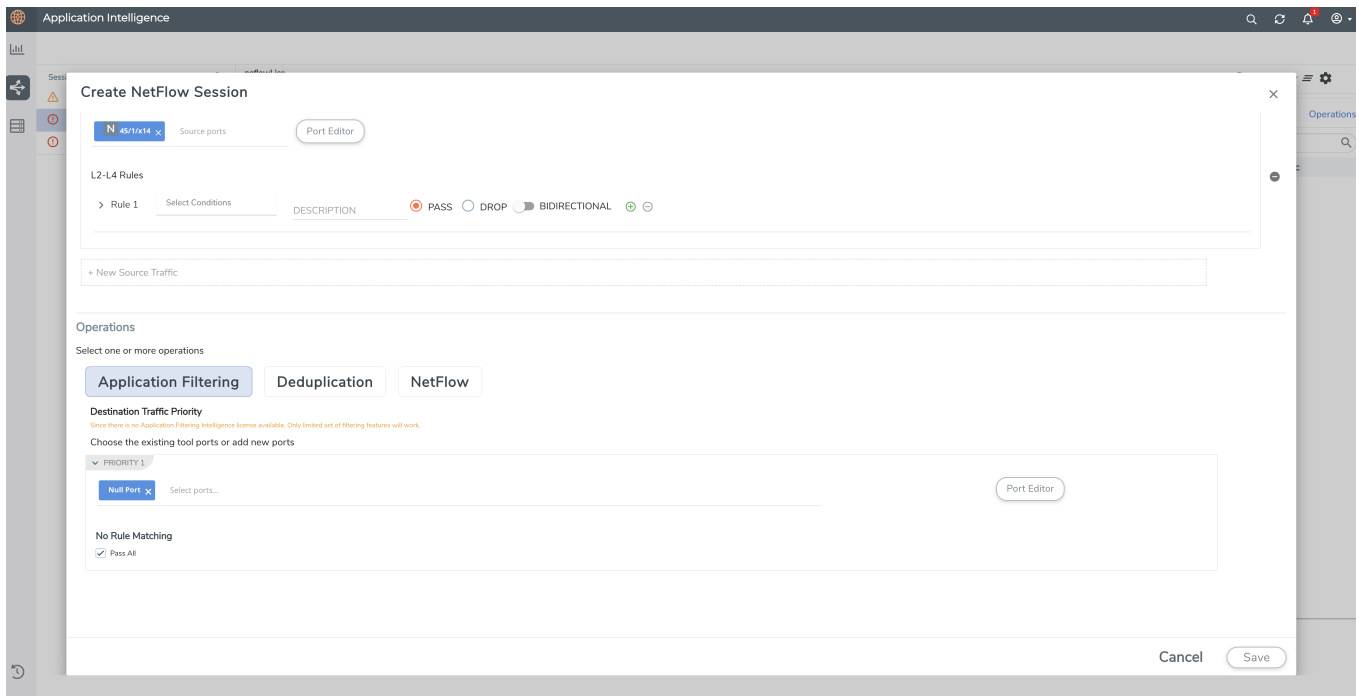 Application Intelligence
1
Sessi
netflowLios
Operations
Create NetFlow Session
N 45/1/x14 x Source ports Port Editor
L2-L4 Rules
Rule 1 Select Conditions DESCRIPTION PASS DROP BIDIRECTIONAL
+ New Source Traffic
Operations
Select one or more operations
Application Filtering Deduplication NetFlow
Destination Traffic Priority
Since there is no Application Filtering Intelligence license available, Only limited set of filtering features will work.
Choose the existing tool ports or add new ports
PRIORITY 1
Null Port x Select ports... Port Editor
No Rule Matching
Pass All
Cancel Save